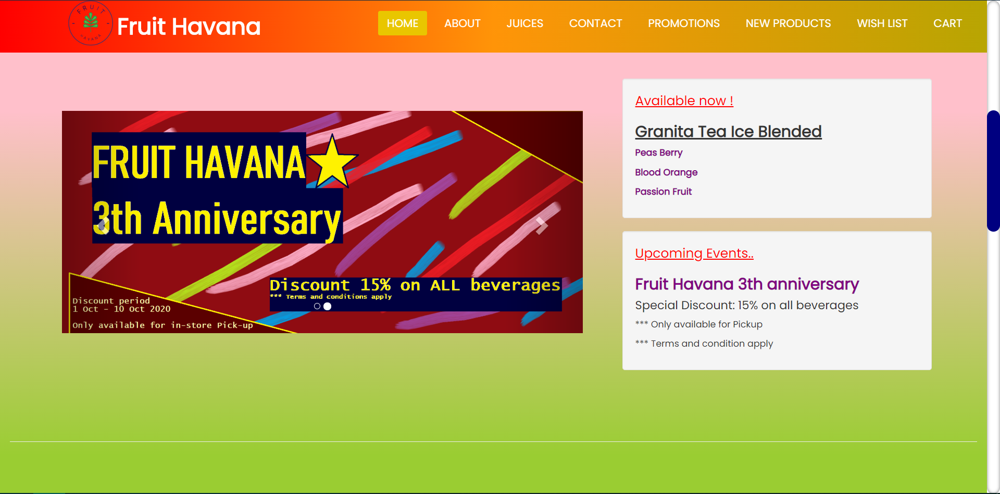 FRUIT
HAVANA
Fruit Havana
HOME ABOUT JUICES CONTACT PROMOTIONS NEW PRODUCTS WISH LIST CART
FRUIT HAVANA
3th Anniversary
Discount 15% on ALL beverages
*** Terms and conditions apply
Discount period
1 Oct - 10 Oct 2020
Only available for in-store Pick-up
Available now !
Granita Tea Ice Blended
Peas Berry
Blood Orange
Passion Fruit
Upcoming Events..
Fruit Havana 3th anniversary
Special Discount: 15% on all beverages
*** Only available for Pickup
*** Terms and condition apply